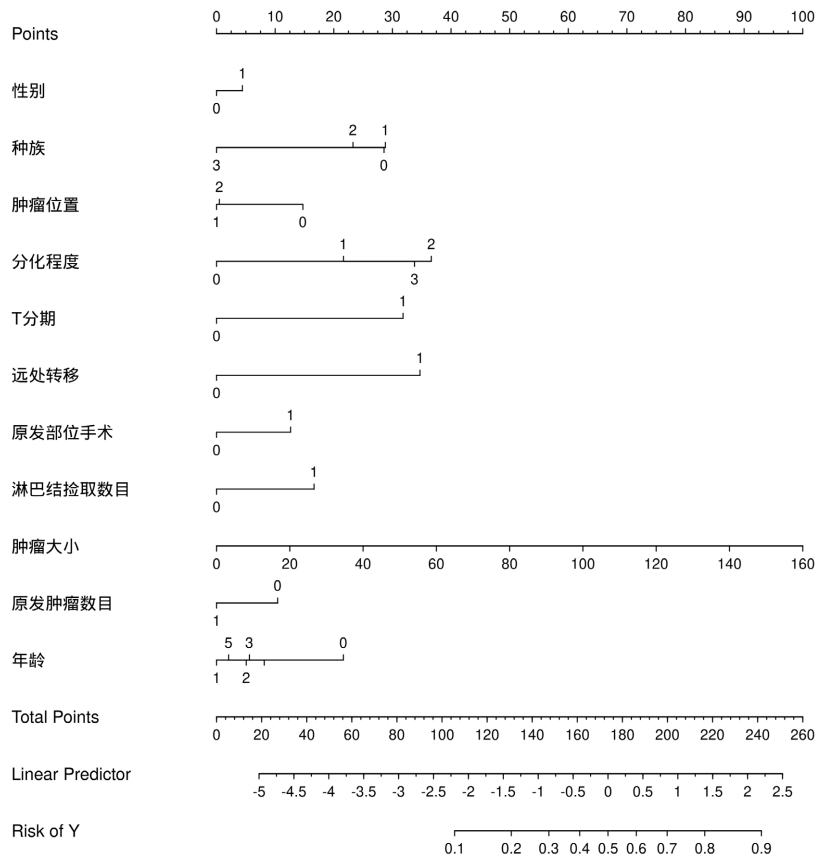 0 10 20 30 40 50 60 70 80 90 100
Points
1
性别
0
2 1
种族
3 0
2
肿瘤位置
1 0
1 2
分化程度
0 3
1
T分期
0
1
远处转移
0
1
原发部位手术
0
1
淋巴结捡取数目
0
肿瘤大小
0 20 40 60 80 100 120 140 160
0
原发肿瘤数目
1
5 3 0
年龄
1 2
Total Points
0 20 40 60 80 100 120 140 160 180 200 220 240 260
Linear Predictor
-5 -4.5 -4 -3.5 -3 -2.5 -2 -1.5 -1 -0.5 0 0.5 1 1.5 2 2.5
Risk of Y
0.1 0.2 0.3 0.4 0.5 0.6 0.7 0.8 0.9